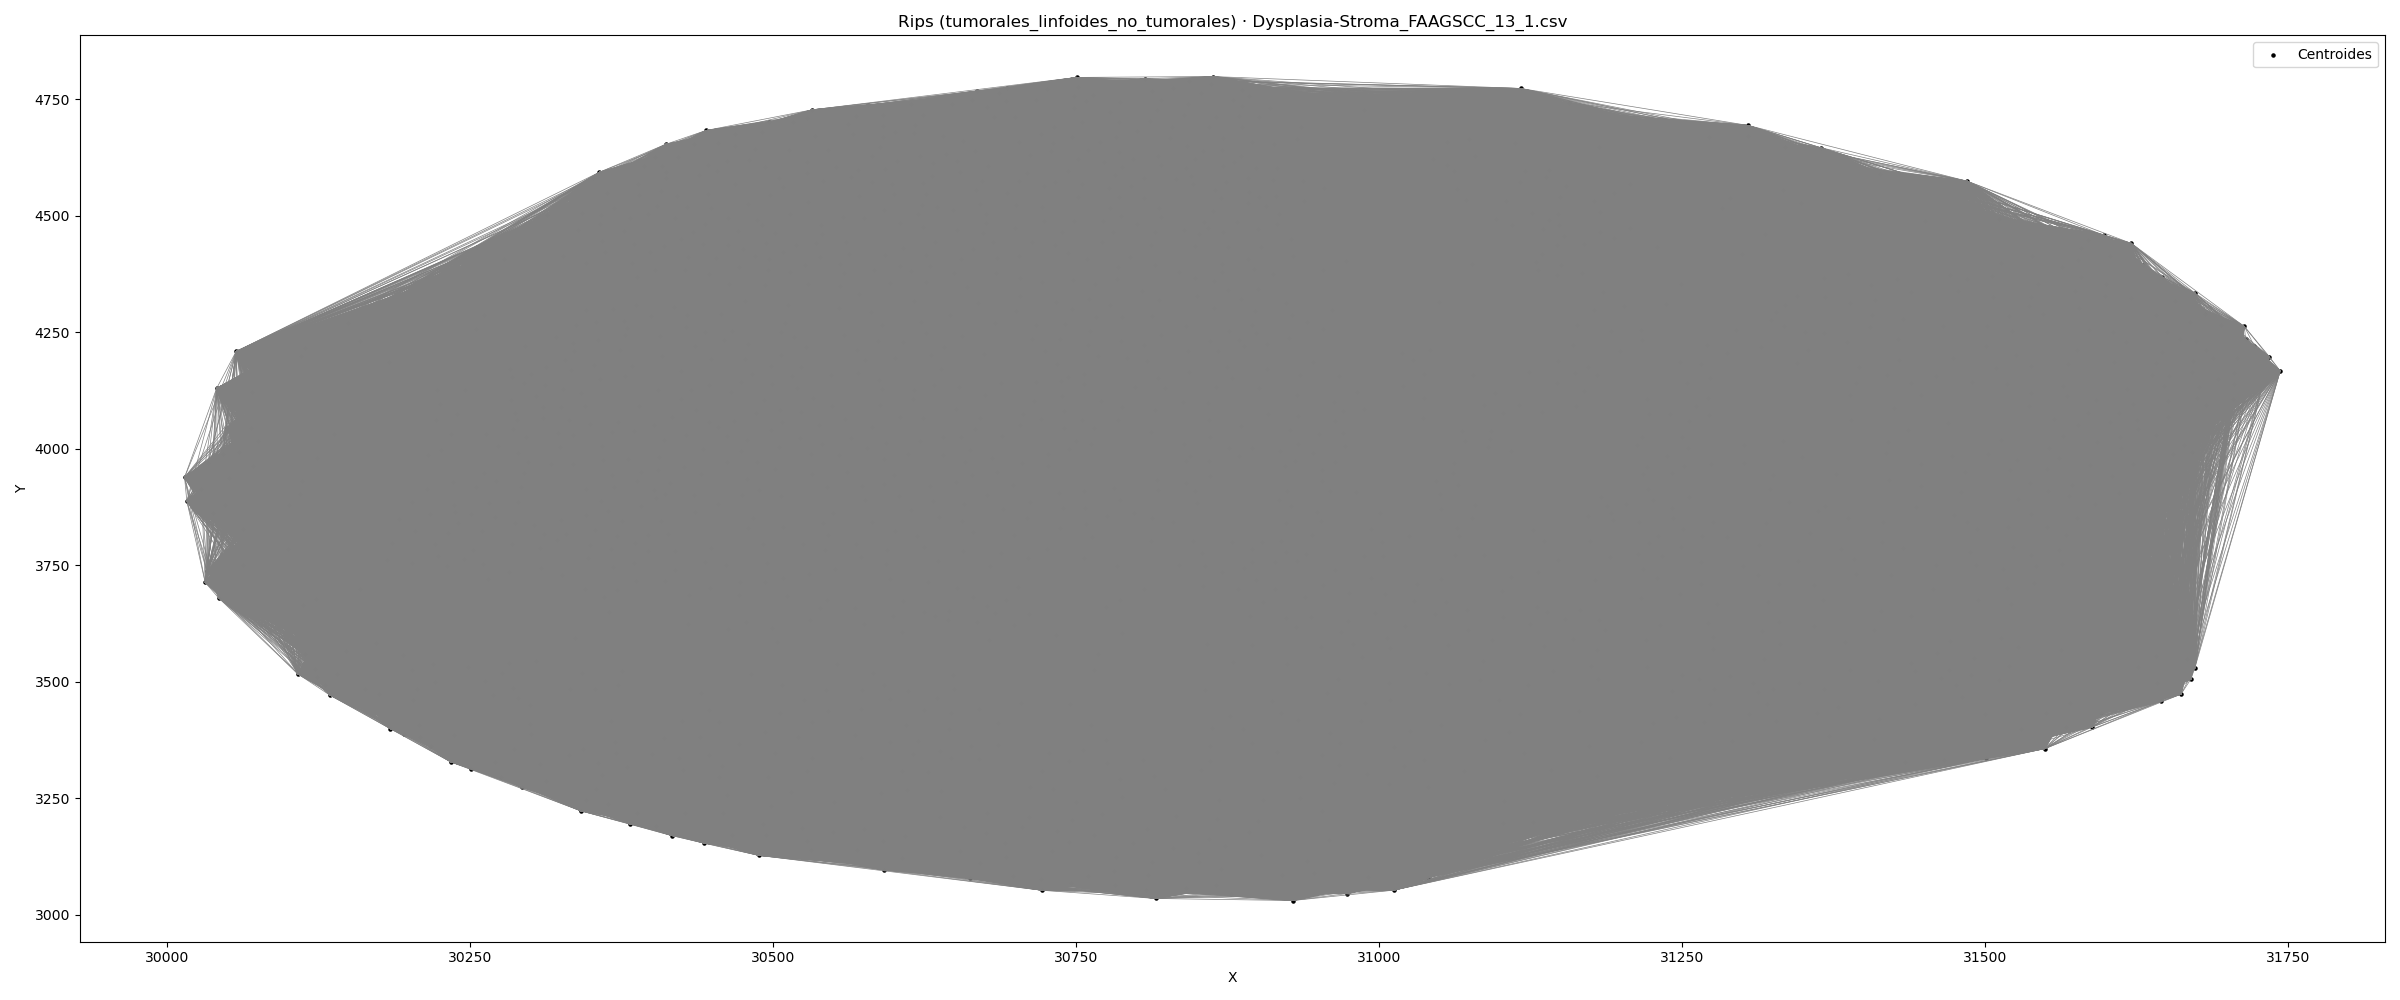 Rips (tumorales_linfoides_no_tumorales) · Dysplasia-Stroma_FAAGSCC_13_1.csv
Centroides
4750
4500
4250
4000
Y
3750
3500
3250
3000
30000 30250 30500 30750 31000 31250 31500 31750
X